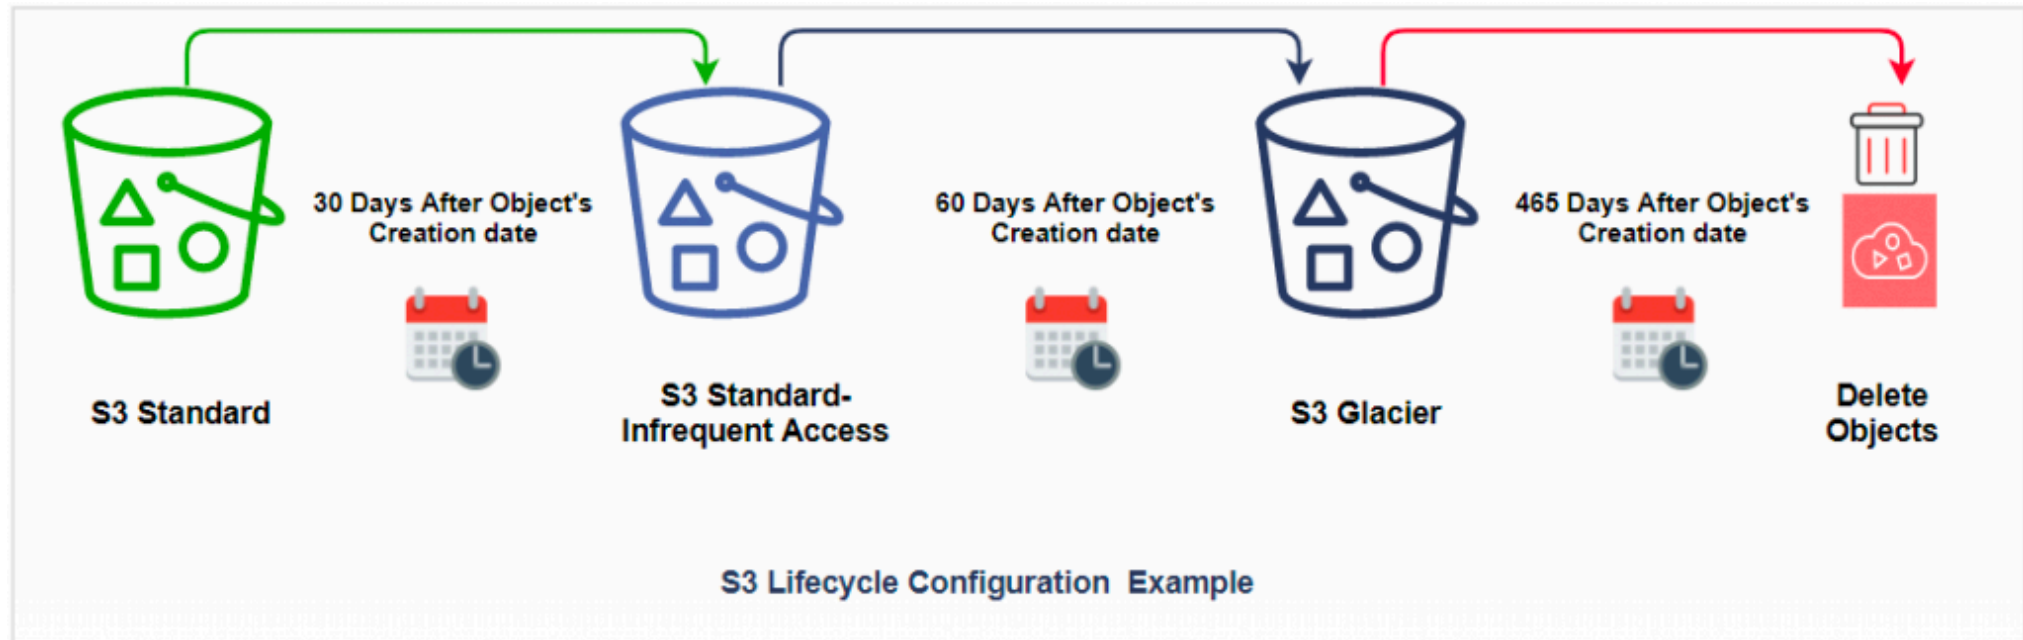 30 Days After Object's
Creation date
60 Days After Object's
Creation date
465 Days After Object's
Creation date
S3 Standard
S3 Standard-
Infrequent Access
S3 Glacier
Delete
Objects
S3 Lifecycle Configuration  Example